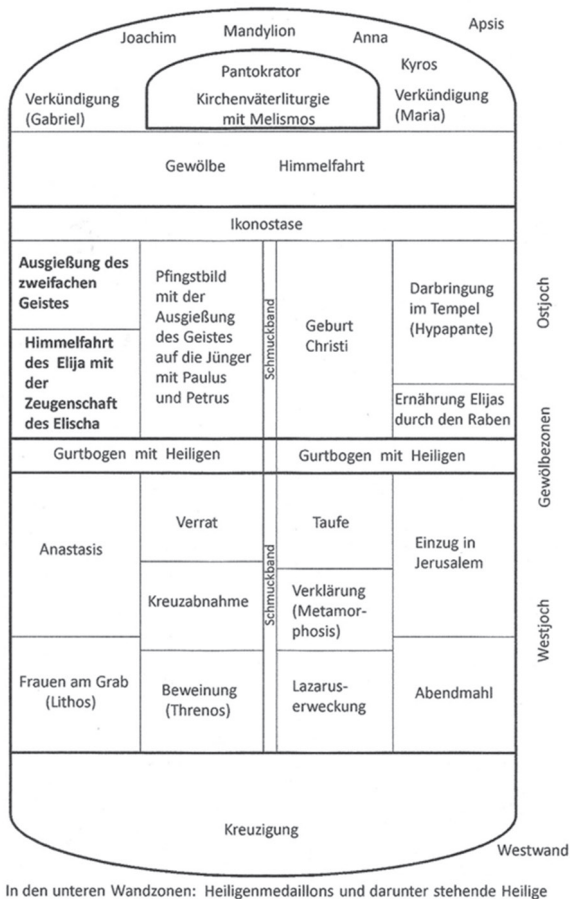 Apsis
Joachim
Mandylion
Anna
Kyros
Pantokrator
Verkündigung
(Gabriel)
Kirchenväterliturgie
mit Melismos
Verkündigung
(Maria)
Gewölbe
Himmelfahrt
Ikonostase
Ausgießung des
zweifachen
Geistes
Himmelfahrt
des Elija mit
der
Zeugenschaft
des Elischa
Pfingstbild
mit der
Ausgießung
des Geistes
auf die Jünger
mit Paulus
und Petrus
Schmuckband
Geburt
Christi
Darbringung
im Tempel
(Hypapante)
Ernährung Elijas
durch den Raben
Ostjoch
Gewölbezonen
Gurtbogen mit Heiligen
Gurtbogen mit Heiligen
Anastasis
Frauen am Grab
(Lithos)
Verrat
Kreuzabnahme
Beweinung
(Threnos)
Schmuckband
Taufe
Verklärung
(Metamor-
phosis)
Lazarus-
erweckung
Einzug in
Jerusalem
Abendmahl
Westjoch
Kreuzigung
Westwand
In den unteren Wandzonen: Heiligenmedaillons und darunter stehende Heilige